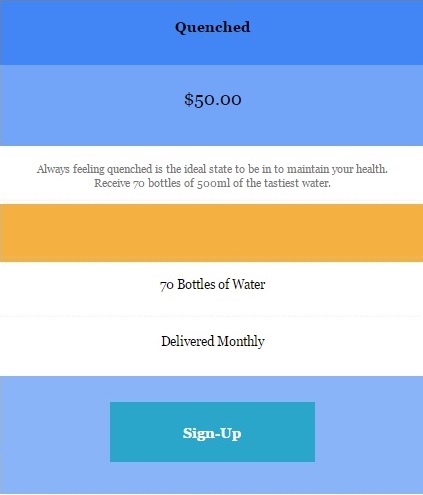 Quenched
$50.00
Always feeling quenched is the ideal state to be in to maintain your health.
Receive 70 bottles of 500ml of the tastiest water.
70 Bottles of Water
Delivered Monthly
Sign-Up